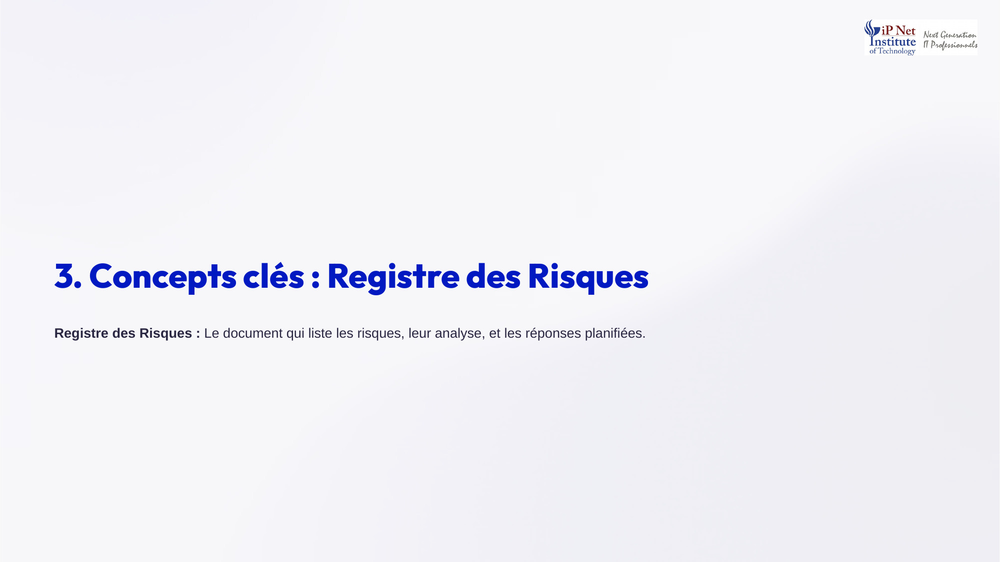 iP Net
Institute
of Technology
Next Generation
IT Professionnels
3. Concepts clés : Registre des Risques
Registre des Risques : Le document qui liste les risques, leur analyse, et les réponses planifiées.